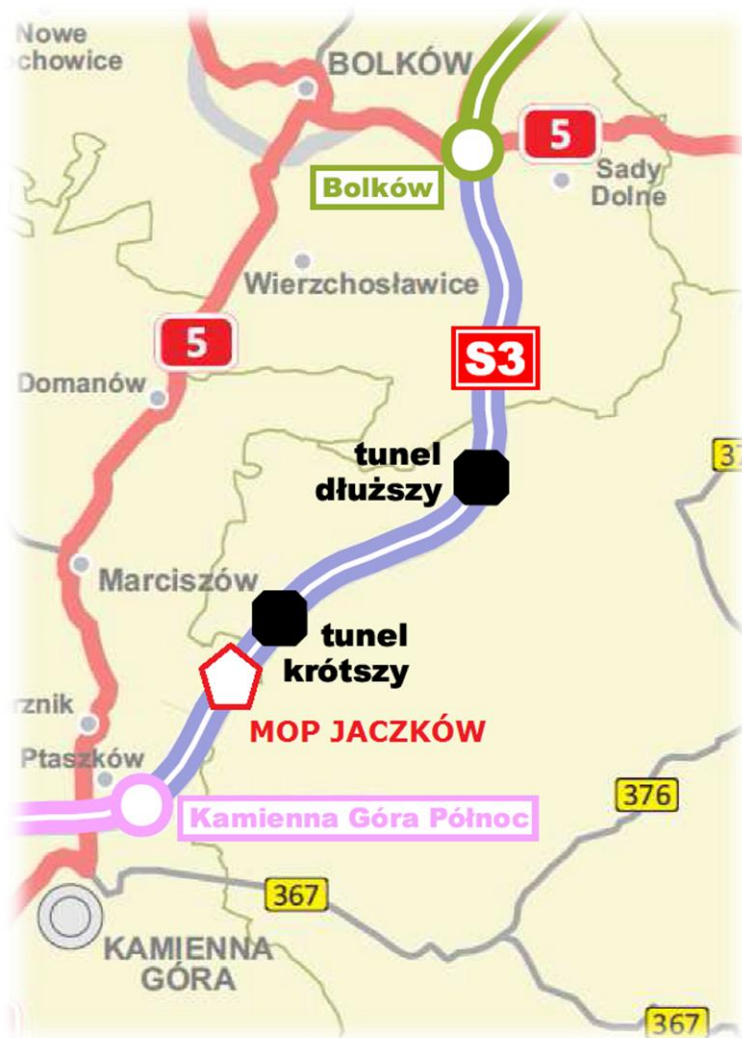 Nowe
chowice
BOLKÓW
5
Bolków
Sady
Dolne
Wierzchosławice
5
S3
Domanów
tunel
dłuższy
37
Marciszów
tunel
krótszy
rznik
MOP JACZKÓW
Ptaszków
376
Kamienna Góra Północ
367
KAMIENNA
GÓRA
367